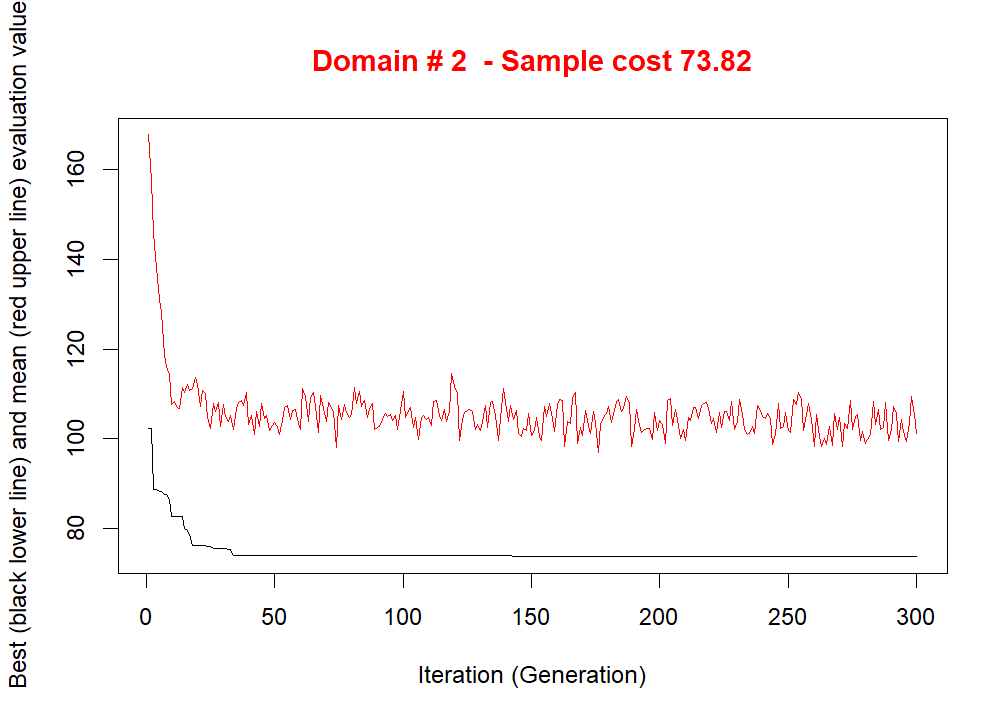 Domain # 2  - Sample cost 73.82
Best (black lower line) and mean (red upper line) evaluation value
160
140
120
100
80
0 50 100 150 200 250 300
Iteration (Generation)